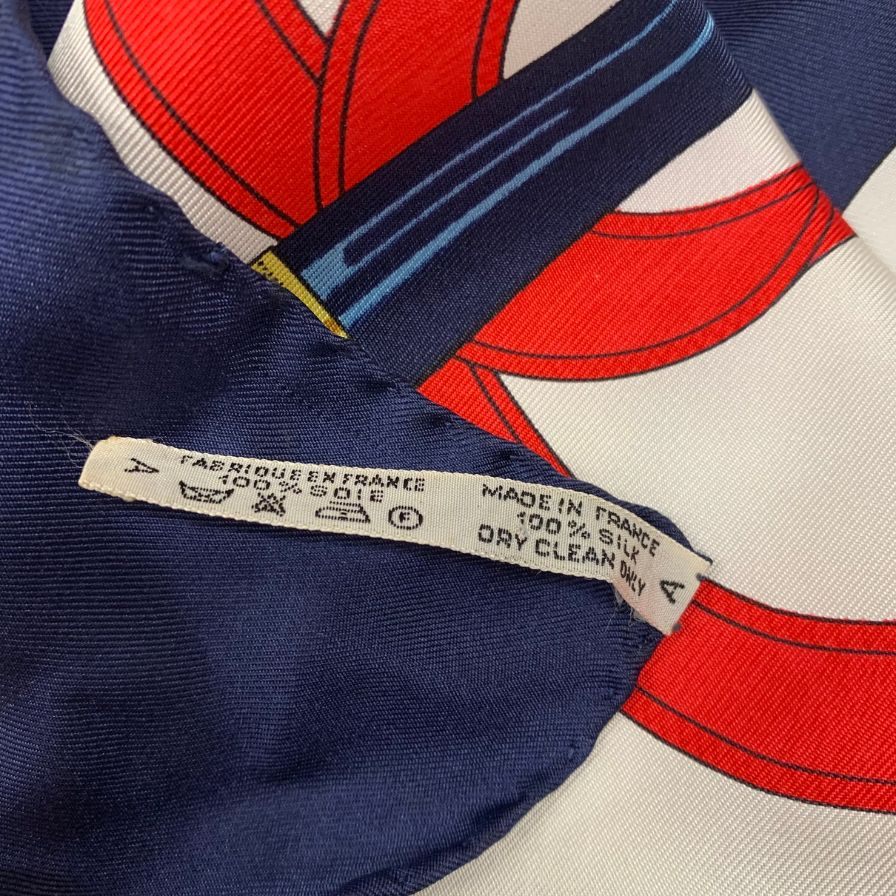 A
FABRIQUE EN FRANCE
100% SOIE
F
MADE IN FRANCE
100% SILK
DRY CLEAN ONLY
A